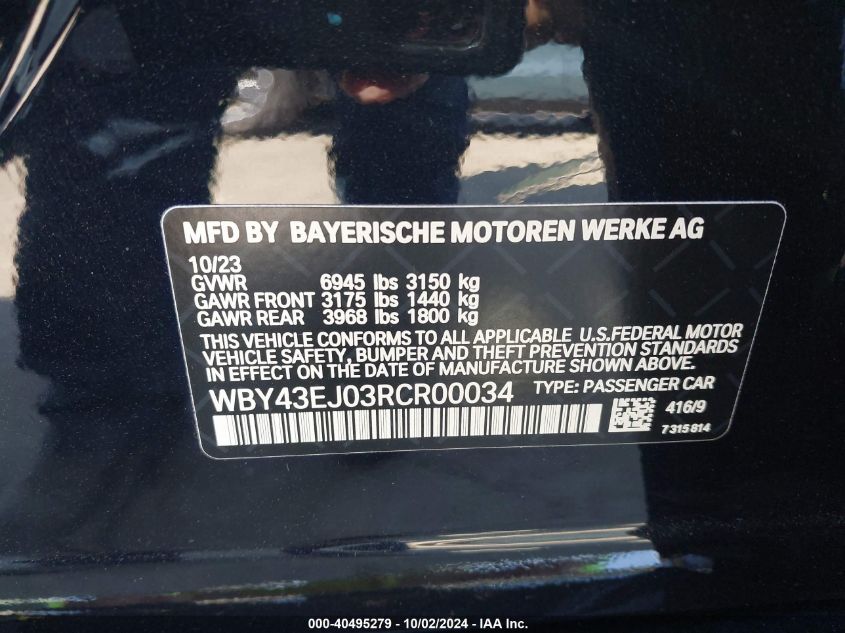 MFD BY BAYERISCHE MOTOREN WERKE AG
10/23
GVWR 6945 lbs 3150 kg
GAWR FRONT 3175 lbs 1440 kg
GAWR REAR 3968 lbs 1800 kg
THIS VEHICLE CONFORMS TO ALL APPLICABLE U.S.FEDERAL MOTOR
VEHICLE SAFETY, BUMPER AND THEFT PREVENTION STANDARDS
IN EFFECT ON THE DATE OF MANUFACTURE SHOWN ABOVE.
WBY43EJ03RCR00034 TYPE: PASSENGER CAR
416/9
7315814
000-40495279 - 10/02/2024 - IAA Inc.